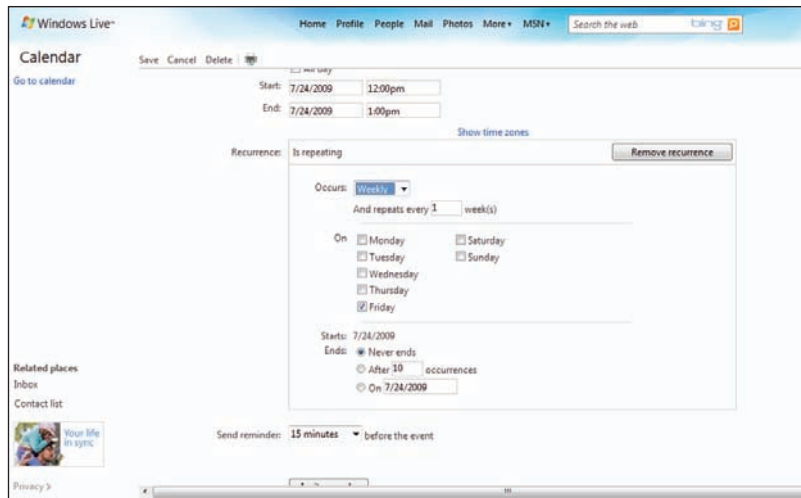 Windows Live™
Home Profile People Mail Photos More MSN
Search the web
bing
Calendar
Save Cancel Delete
Go to calendar
All day
Start: 7/24/2009 12:00pm
End: 7/24/2009 1:00pm
Show time zones
Recurrence: Is repeating
Remove recurrence
Occurs: Weekly
And repeats every 1 week(s)
On Monday Saturday
Tuesday Sunday
Wednesday
Thursday
Friday
Starts: 7/24/2009
Ends: Never ends
After 10 occurrences
On 7/24/2009
Related places
Inbox
Contact list
Send reminder: 15 minutes before the event
Your life
in sync
Privacy